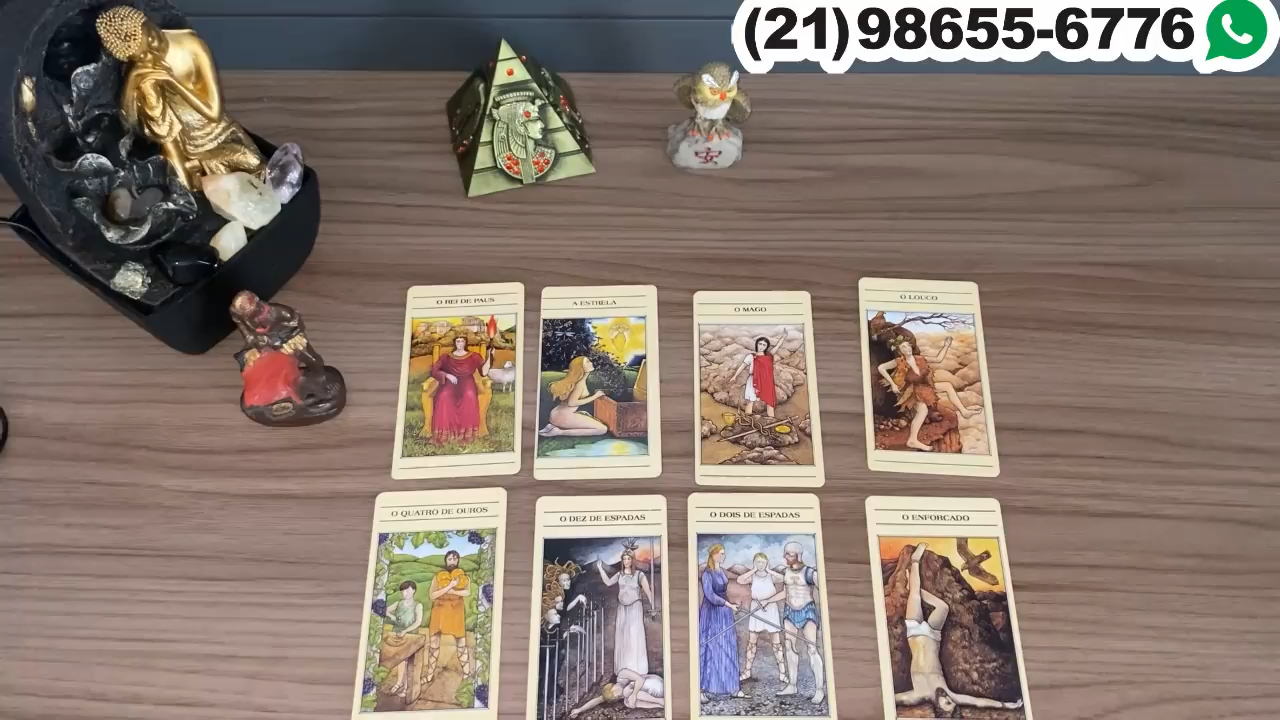 (21)98655-6776
安
O REI DE PAUS
A ESTRELA
O MAGO
O LOUCO
O QUATRO DE OUROS
O DEZ DE ESPADAS
O DOIS DE ESPADAS
O ENFORCADO